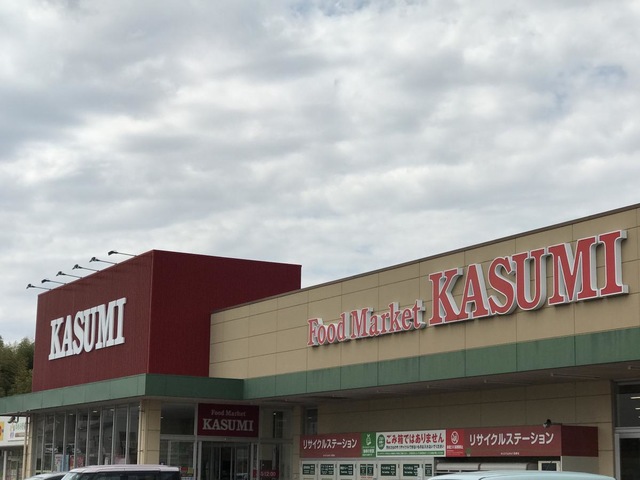 KASUMI
Food Market KASUMI
Food Market
KASUMI
リサイクルステーション
ごみ箱ではありません
リサイクルステーション